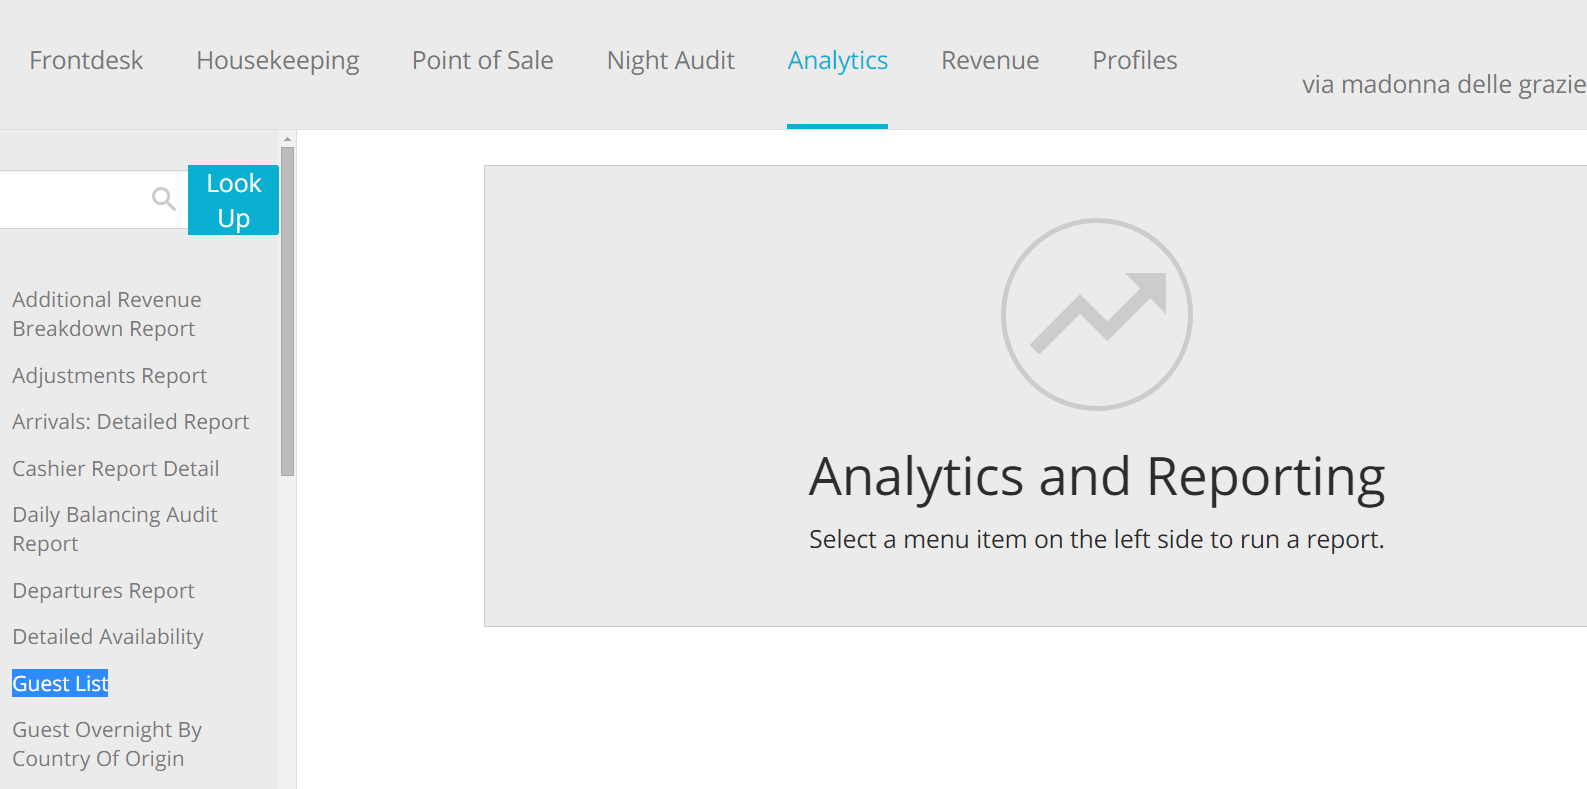 Frontdesk Housekeeping Point of Sale Night Audit Analytics Revenue Profiles
via madonna delle grazie
Look
Up
Additional Revenue
Breakdown Report
Adjustments Report
Arrivals: Detailed Report
Cashier Report Detail
Daily Balancing Audit
Report
Departures Report
Detailed Availability
Guest List
Guest Overnight By
Country Of Origin
Analytics and Reporting
Select a menu item on the left side to run a report.